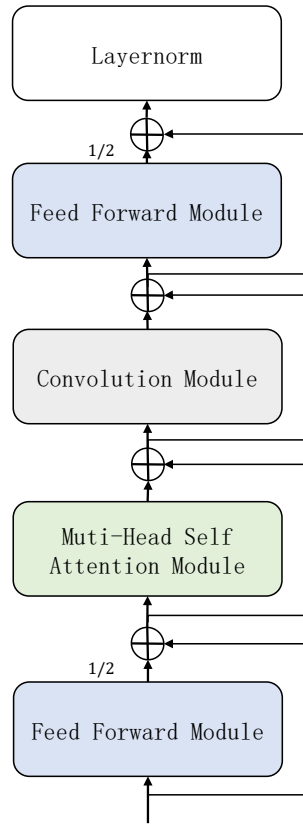 Layernorm
1/2
Feed Forward Module
Convolution Module
Muti-Head Self
Attention Module
1/2
Feed Forward Module